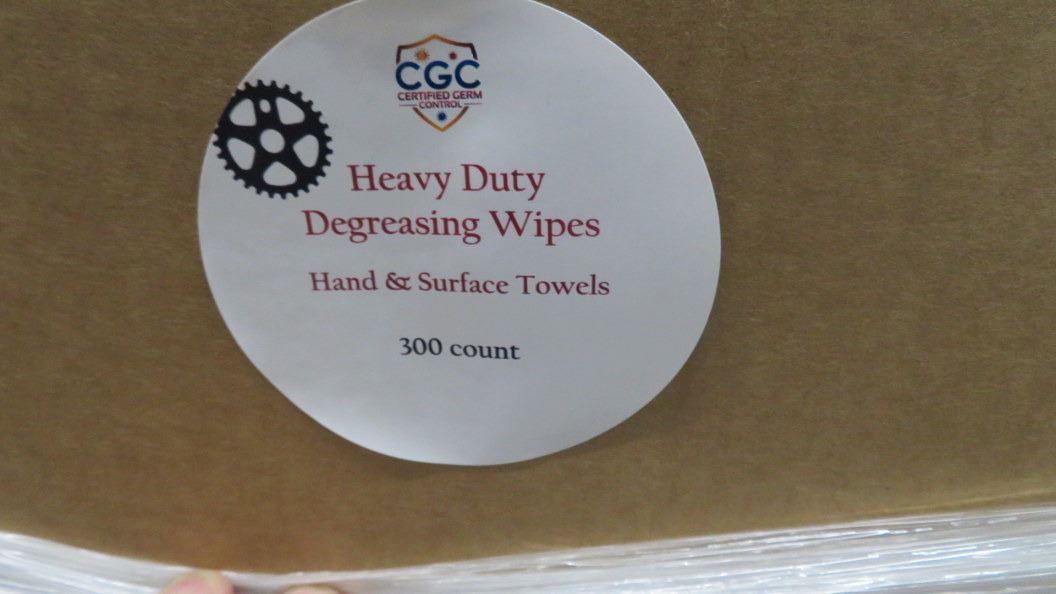 CGC
CERTIFIED GERM
CONTROL
Heavy Duty
Degreasing Wipes
Hand & Surface Towels
300 count